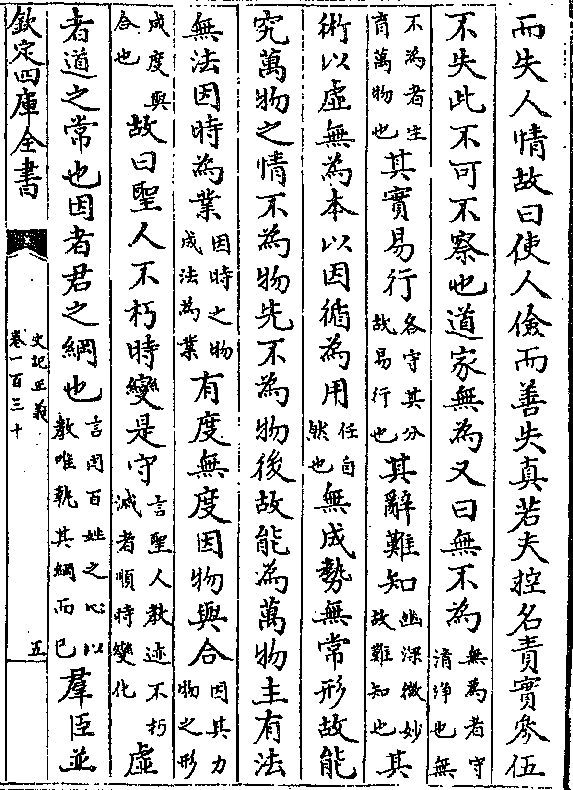 而失人情故曰使人儉而善失真若夫控名責實參伍
不失此不可不察也道家無為又曰無不為無為者守清淨也無
不為者生育萬物也其實易行各守其分故易行也其辭難知幽深微妙故難知也其
術以虛無為本以因循為用任自然也無成勢無常形故能
究萬物之情不為物先不為物後故能為萬物主有法
無法因時為業因時之物成法為業有度無度因物與合因其力物之形
成度與合也故曰聖人不朽時變是守言聖人教迹不朽滅者順時變化虛
者道之常也因者君之綱也言因百姓之心以教唯執其綱而已羣臣並
欽定四庫全書
史記正義
卷一百三十
五